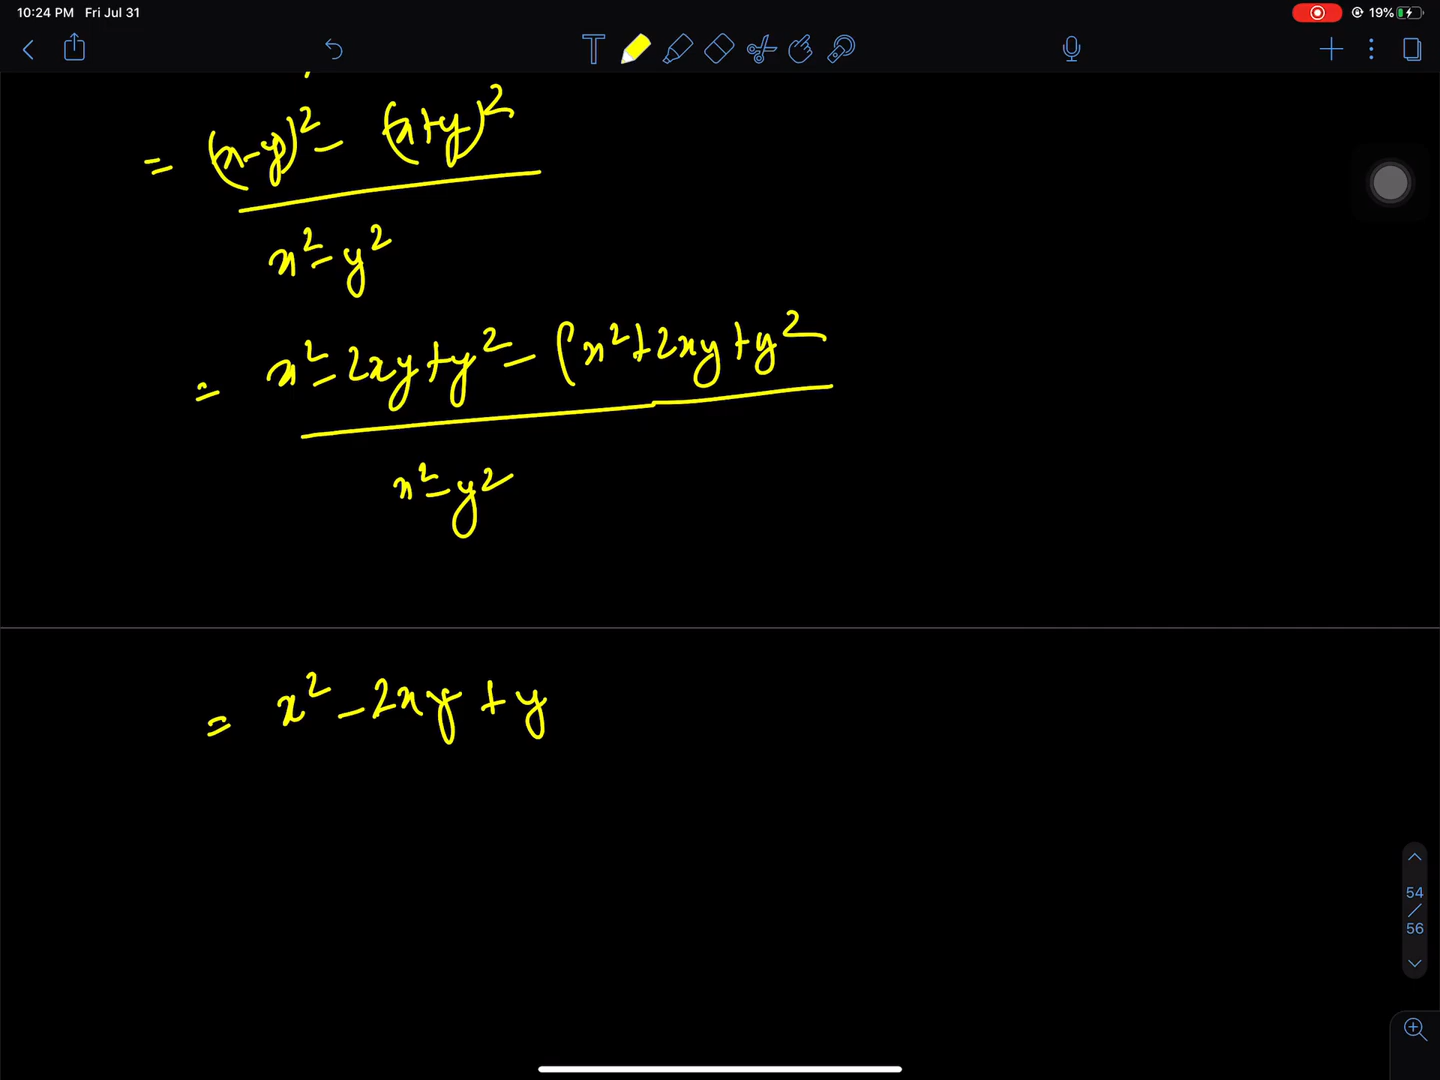 10:24 PM Fri Jul 31 19%
= (x-y)² - (x+y)²
x² - y²
= x² - 2xy + y² - (x² + 2xy + y²
x² - y²
= x² - 2xy + y
54
56